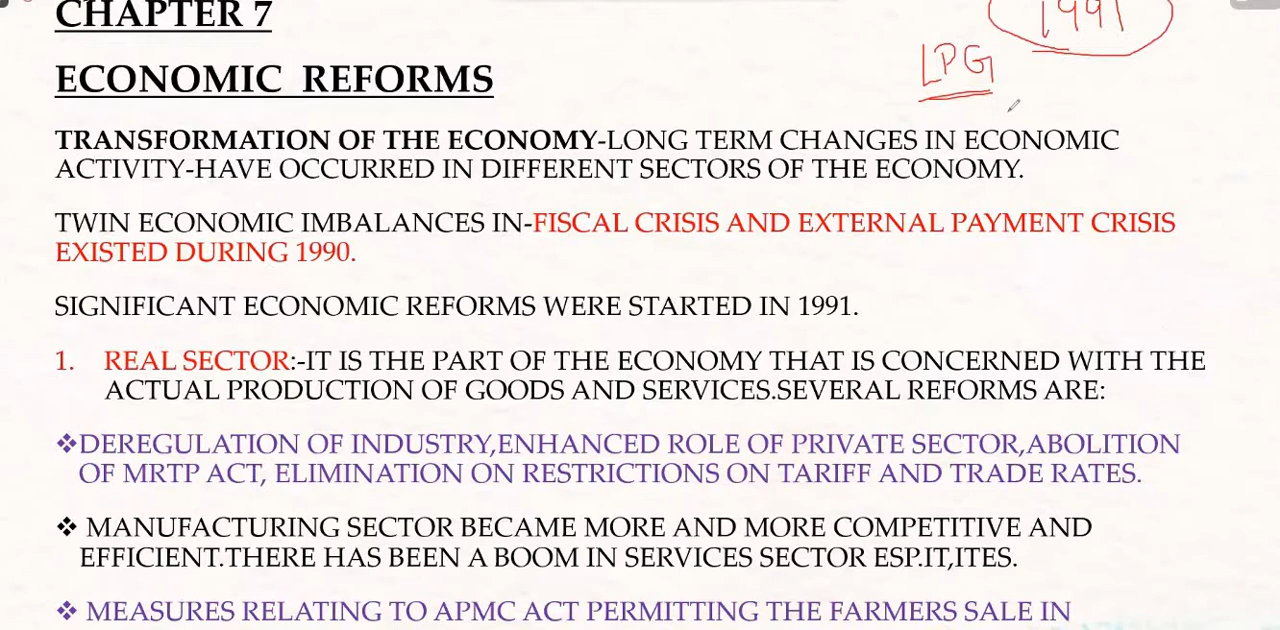 CHAPTER 7
1991
LPG
ECONOMIC REFORMS
TRANSFORMATION OF THE ECONOMY-LONG TERM CHANGES IN ECONOMIC
ACTIVITY-HAVE OCCURRED IN DIFFERENT SECTORS OF THE ECONOMY.
TWIN ECONOMIC IMBALANCES IN-FISCAL CRISIS AND EXTERNAL PAYMENT CRISIS
EXISTED DURING 1990.
SIGNIFICANT ECONOMIC REFORMS WERE STARTED IN 1991.
1. REAL SECTOR:-IT IS THE PART OF THE ECONOMY THAT IS CONCERNED WITH THE
ACTUAL PRODUCTION OF GOODS AND SERVICES.SEVERAL REFORMS ARE:
❖DEREGULATION OF INDUSTRY,ENHANCED ROLE OF PRIVATE SECTOR,ABOLITION
OF MRTP ACT, ELIMINATION ON RESTRICTIONS ON TARIFF AND TRADE RATES.
❖ MANUFACTURING SECTOR BECAME MORE AND MORE COMPETITIVE AND
EFFICIENT.THERE HAS BEEN A BOOM IN SERVICES SECTOR ESP.IT,ITES.
❖ MEASURES RELATING TO APMC ACT PERMITTING THE FARMERS SALE IN